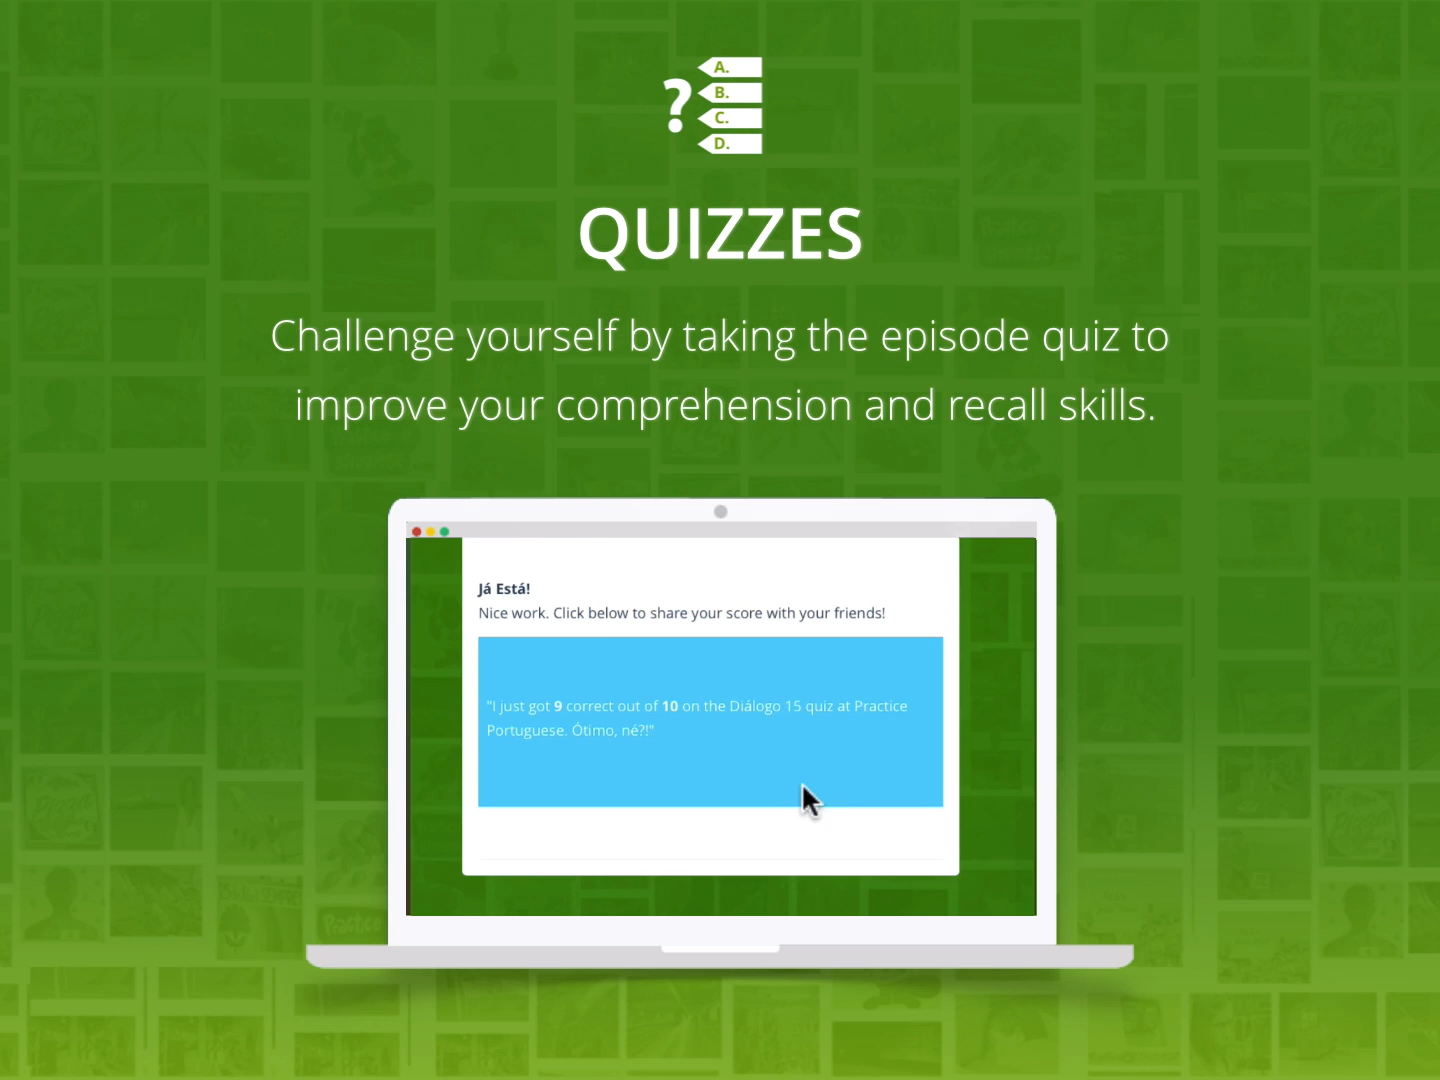 ?
A.
B.
C.
D.
QUIZZES
Challenge yourself by taking the episode quiz to
improve your comprehension and recall skills.
Já Está!
Nice work. Click below to share your score with your friends!
"I just got 9 correct out of 10 on the Diálogo 15 quiz at Practice
Portuguese. Ótimo, né?!"
Practice